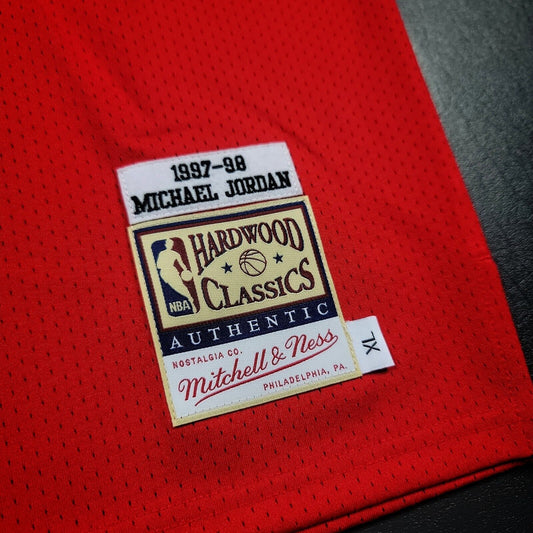 1997-98
MICHAEL JORDAN
HARDWOOD
CLASSICS
NBA
AUTHENTIC
NOSTALGIA CO.
Mitchell & Ness
PHILADELPHIA, PA.
XL